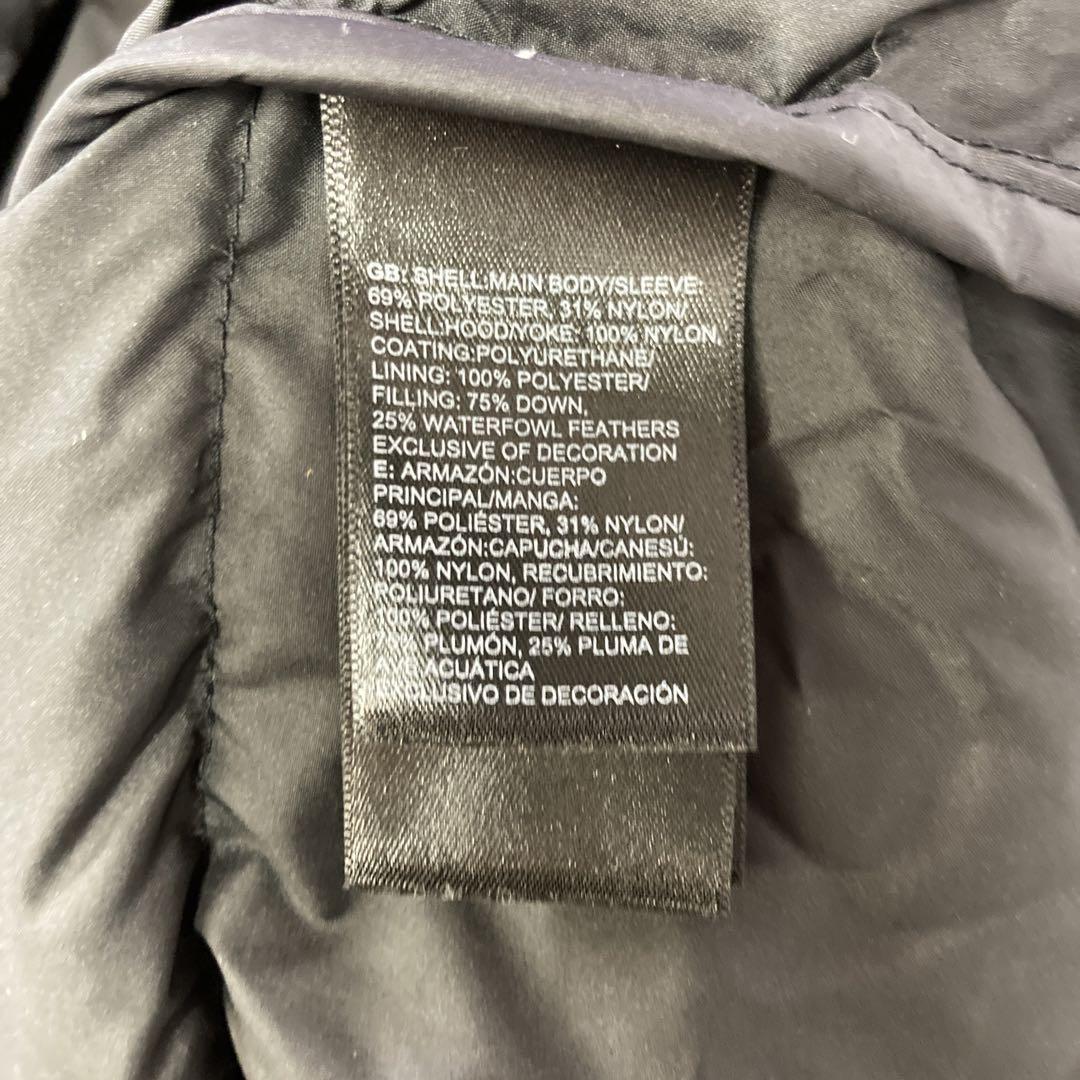 GB: SHELL:MAIN BODY/SLEEVE:
69% POLYESTER, 31% NYLON/
SHELL:HOOD/YOKE: 100% NYLON,
COATING:POLYURETHANE/
LINING: 100% POLYESTER/
FILLING: 75% DOWN,
25% WATERFOWL FEATHERS
EXCLUSIVE OF DECORATION
E: ARMAZÓN:CUERPO
PRINCIPAL/MANGA:
69% POLIÉSTER, 31% NYLON/
ARMAZÓN:CAPUCHA/CANESÚ:
100% NYLON, RECUBRIMIENTO:
POLIURETANO/ FORRO:
100% POLIÉSTER/ RELLENO:
PLUMÓN, 25% PLUMA DE
AVE ACUÁTICA
EXCLUSIVO DE DECORACIÓN